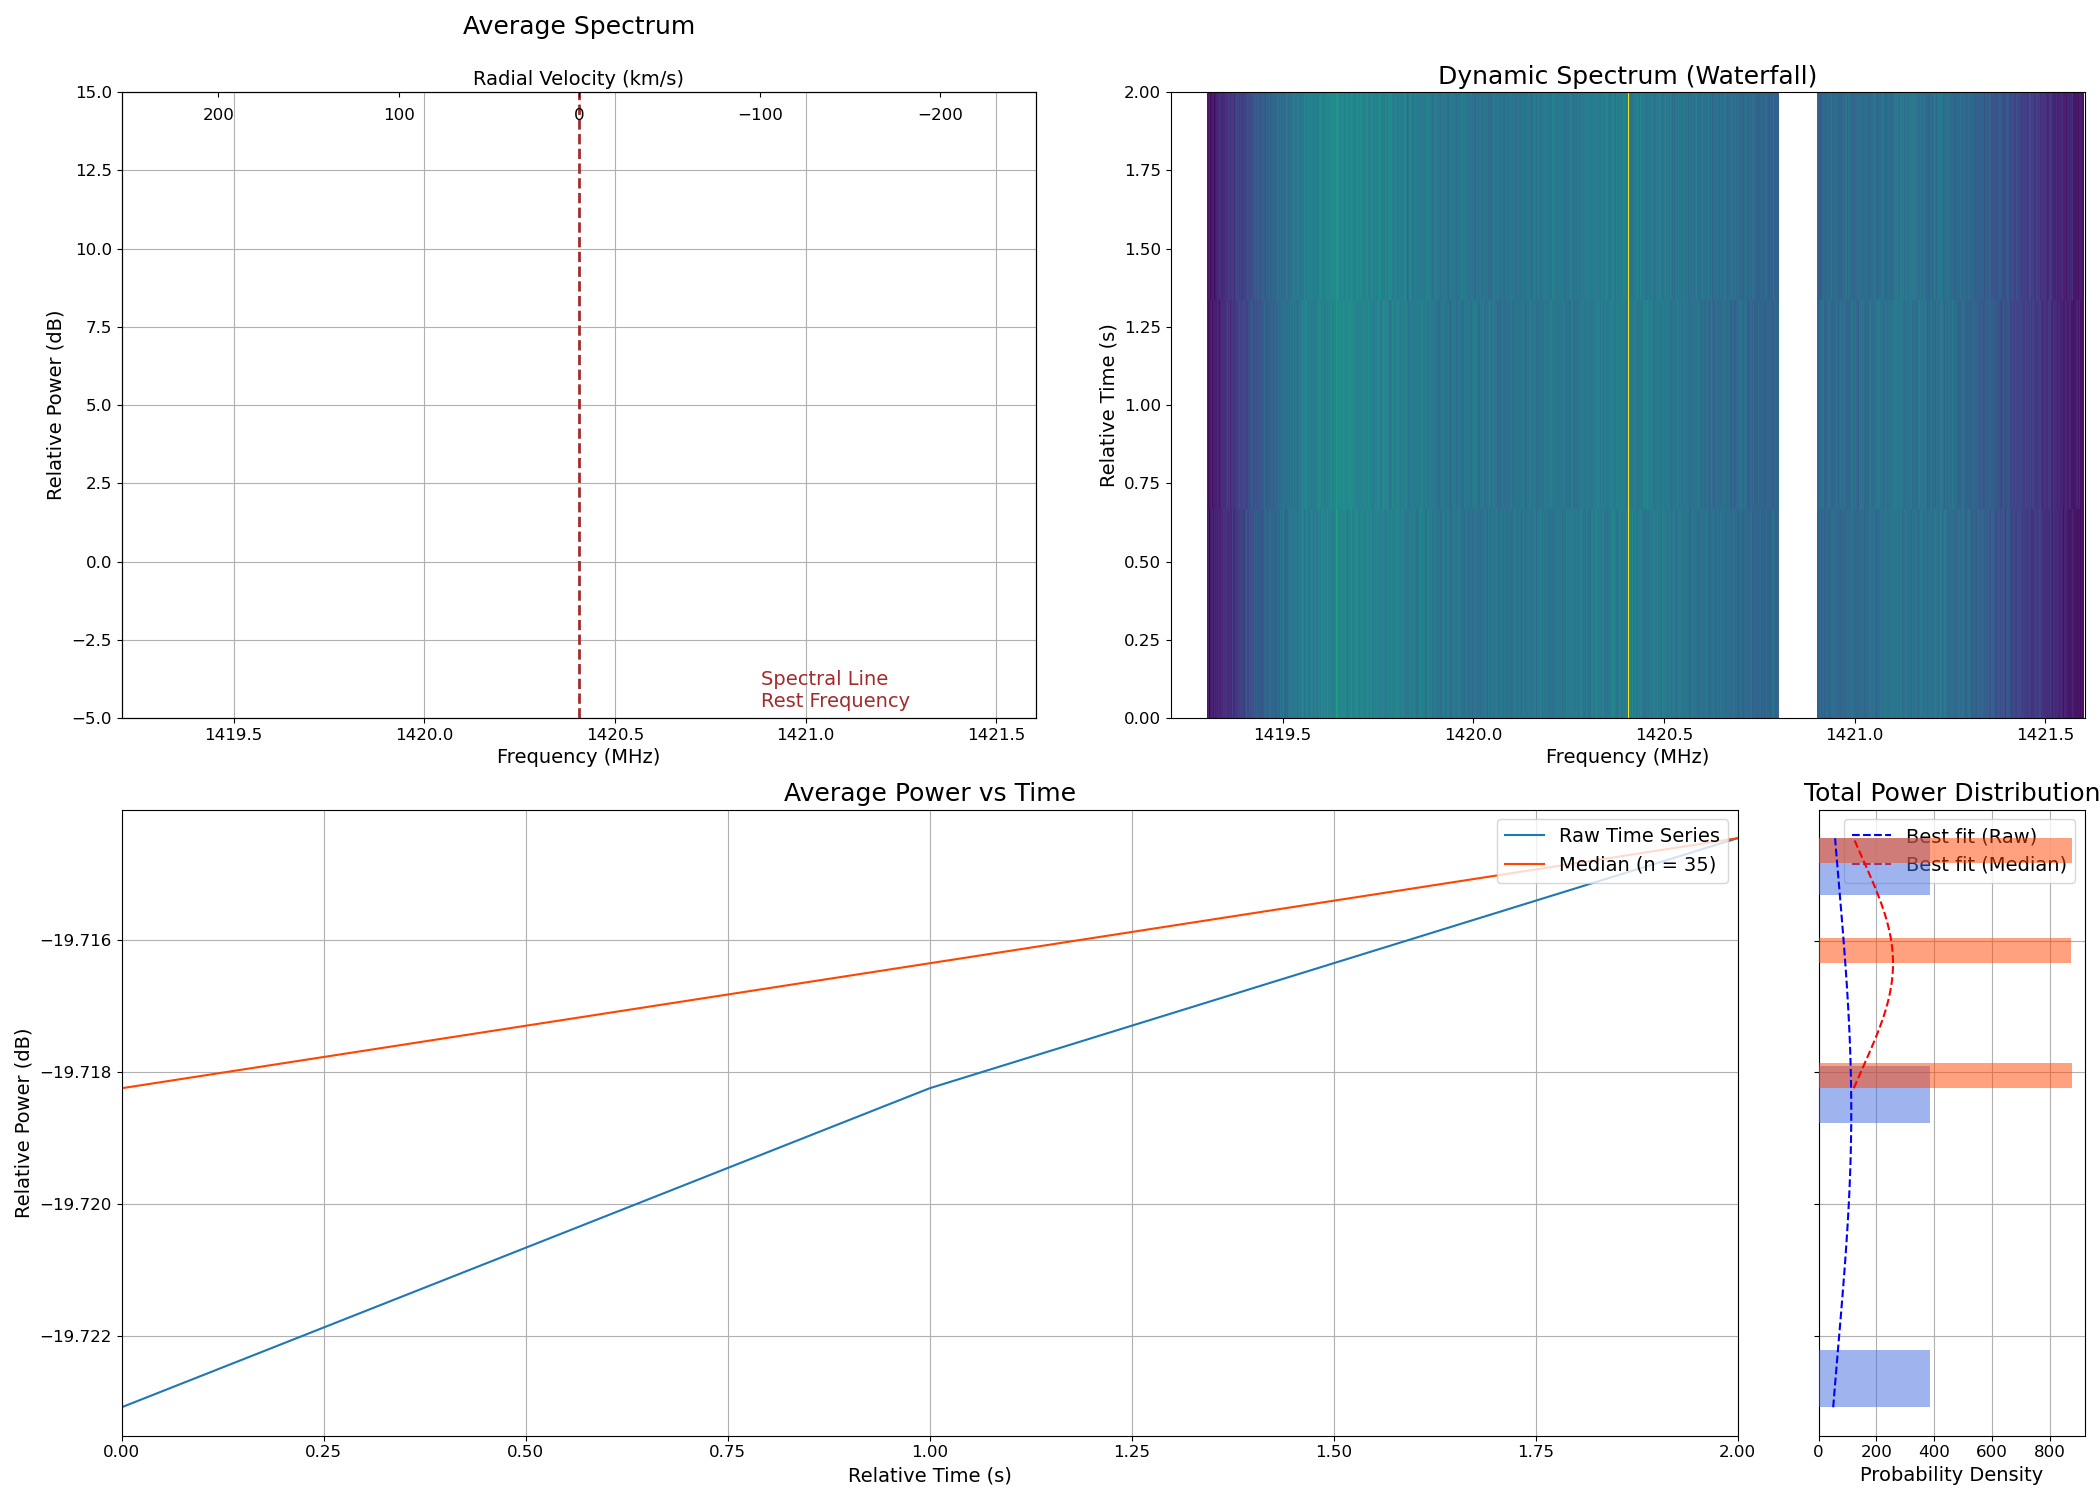 Average Spectrum
Radial Velocity (km/s)
200 100 0 −100 −200
15.0
12.5
10.0
7.5
5.0
2.5
0.0
−2.5
−5.0
Relative Power (dB)
Spectral Line
Rest Frequency
1419.5 1420.0 1420.5 1421.0 1421.5
Frequency (MHz)
Dynamic Spectrum (Waterfall)
2.00
1.75
1.50
1.25
1.00
0.75
0.50
0.25
0.00
Relative Time (s)
1419.5 1420.0 1420.5 1421.0 1421.5
Frequency (MHz)
Average Power vs Time
Raw Time Series
Median (n = 35)
−19.716
−19.718
−19.720
−19.722
Relative Power (dB)
0.00 0.25 0.50 0.75 1.00 1.25 1.50 1.75 2.00
Relative Time (s)
Total Power Distribution
Best fit (Raw)
Best fit (Median)
0 200 400 600 800
Probability Density